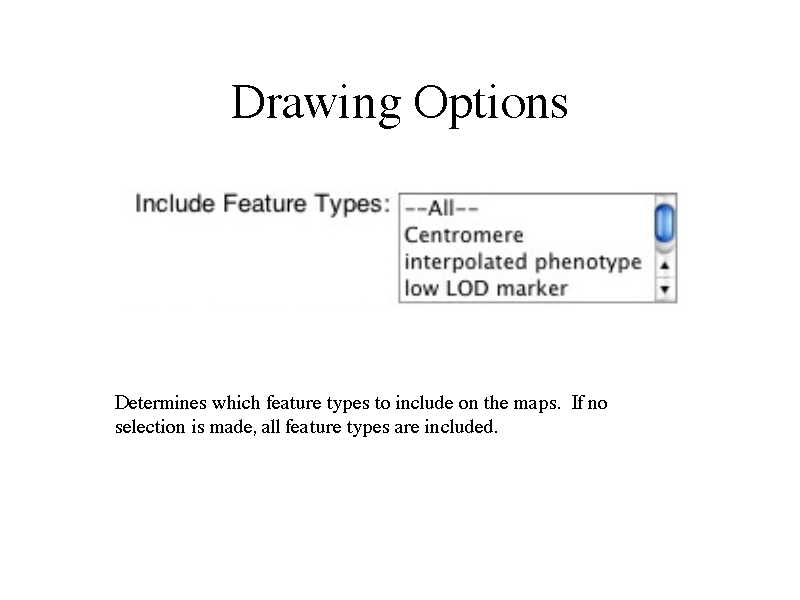 Drawing Options
Include Feature Types:
--All--
Centromere
interpolated phenotype
low LOD marker
Determines which feature types to include on the maps.  If no
selection is made, all feature types are included.